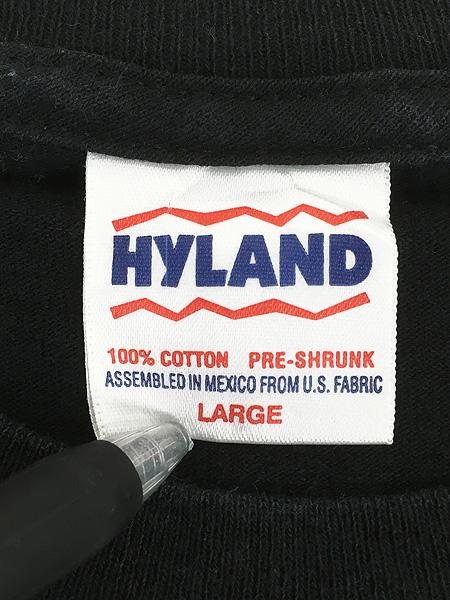 HYLAND
100% COTTON PRE-SHRUNK
ASSEMBLED IN MEXICO FROM U.S. FABRIC
LARGE